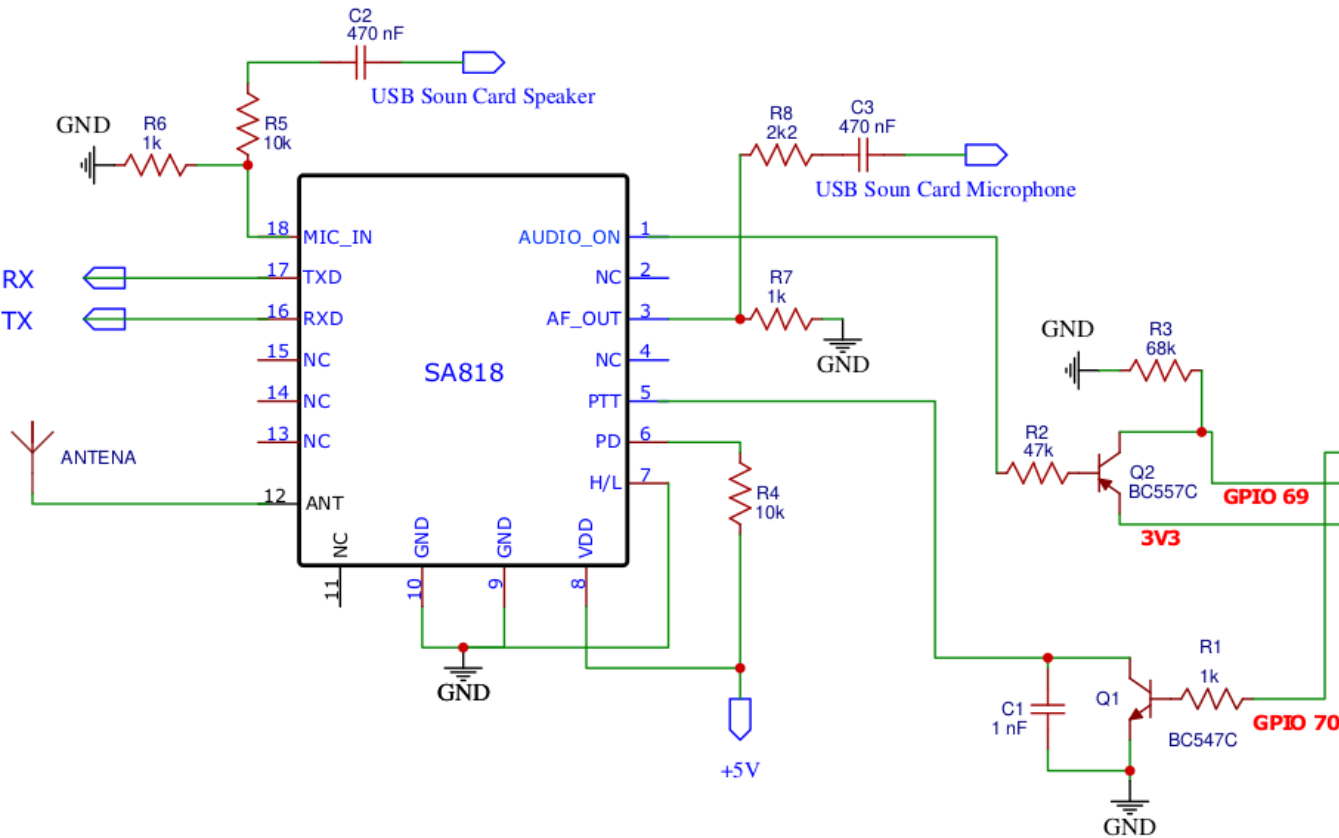 C2
470 nF
USB Soun Card Speaker
GND
R6
1k
R5
10k
R8
2k2
C3
470 nF
USB Soun Card Microphone
18
MIC_IN
AUDIO_ON
1
RX
17
TXD
NC
2
R7
1k
TX
16
RXD
AF_OUT
3
GND
15
NC
NC
4
GND
R3
68k
SA818
14
NC
PTT
5
13
NC
PD
6
ANTENA
R2
47k
Q2
BC557C
H/L
7
R4
10k
GPIO 69
12
ANT
3V3
NC
GND
GND
VDD
11
10
9
8
GND
+5V
R1
1k
Q1
C1
1 nF
BC547C
GPIO 70
GND